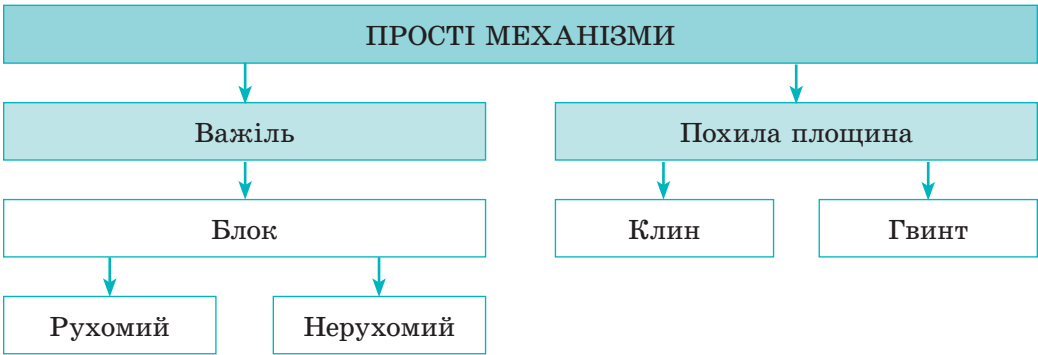 ПРОСТІ МЕХАНІЗМИ
Важіль
Похила площина
Блок
Клин
Гвинт
Рухомий
Нерухомий